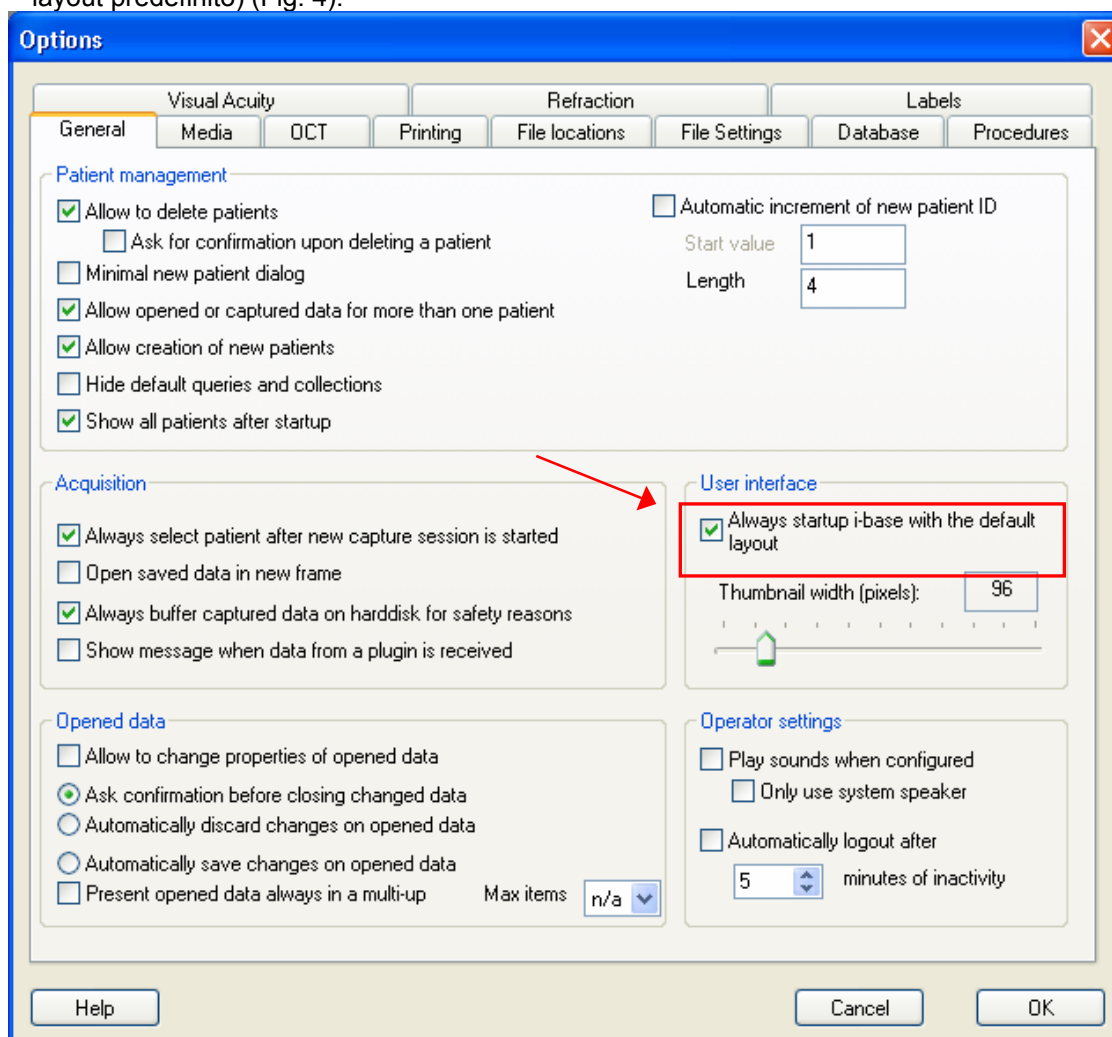 layout predefinito) (Fig. 4).
Options
Visual Acuity Refraction Labels
General Media OCT Printing File locations File Settings Database Procedures
Patient management
Allow to delete patients
Ask for confirmation upon deleting a patient
Minimal new patient dialog
Allow opened or captured data for more than one patient
Allow creation of new patients
Hide default queries and collections
Show all patients after startup
Automatic increment of new patient ID
Start value 1
Length 4
Acquisition
Always select patient after new capture session is started
Open saved data in new frame
Always buffer captured data on harddisk for safety reasons
Show message when data from a plugin is received
User interface
Always startup i-base with the default
layout
Thumbnail width (pixels): 96
Opened data
Allow to change properties of opened data
Ask confirmation before closing changed data
Automatically discard changes on opened data
Automatically save changes on opened data
Present opened data always in a multi-up Max items n/a
Operator settings
Play sounds when configured
Only use system speaker
Automatically logout after
5 minutes of inactivity
Help Cancel OK